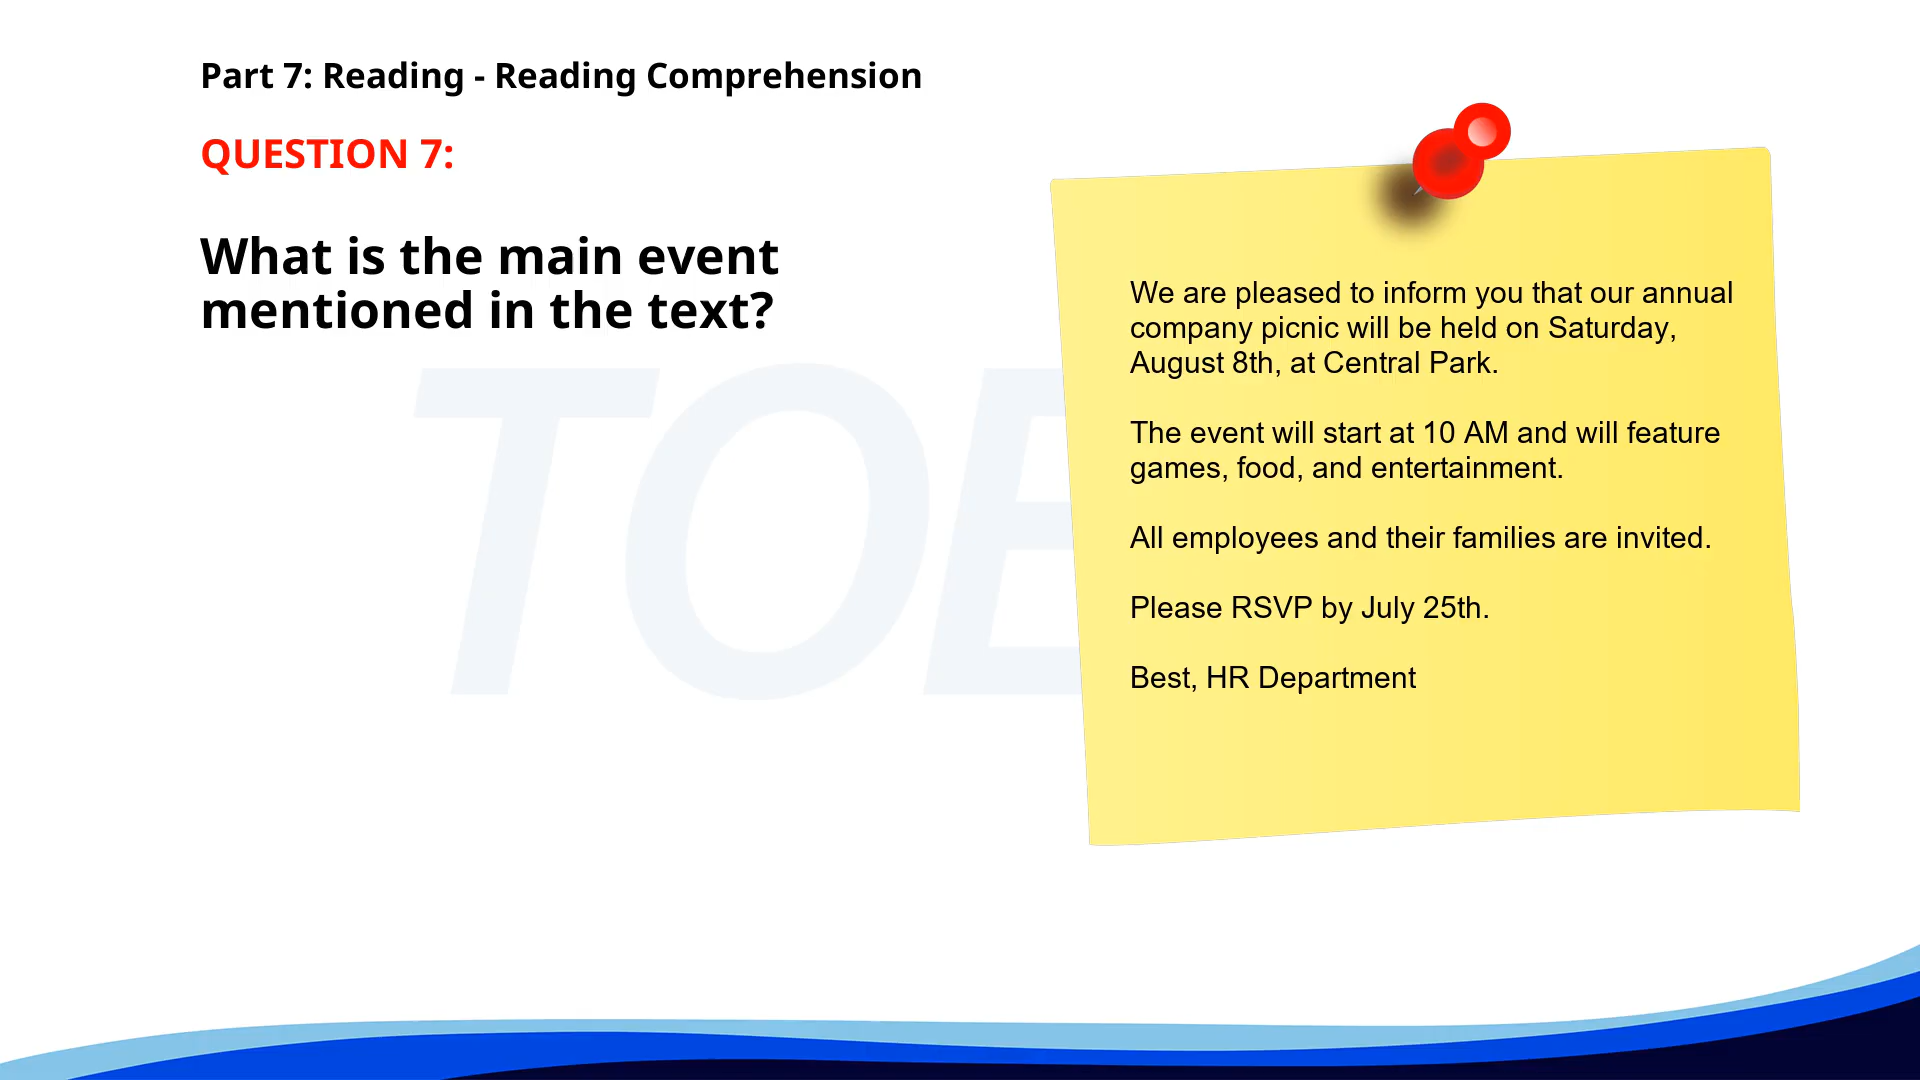 Part 7: Reading - Reading Comprehension
QUESTION 7:
What is the main event
mentioned in the text?
TOE
We are pleased to inform you that our annual
company picnic will be held on Saturday,
August 8th, at Central Park.
The event will start at 10 AM and will feature
games, food, and entertainment.
All employees and their families are invited.
Please RSVP by July 25th.
Best, HR Department